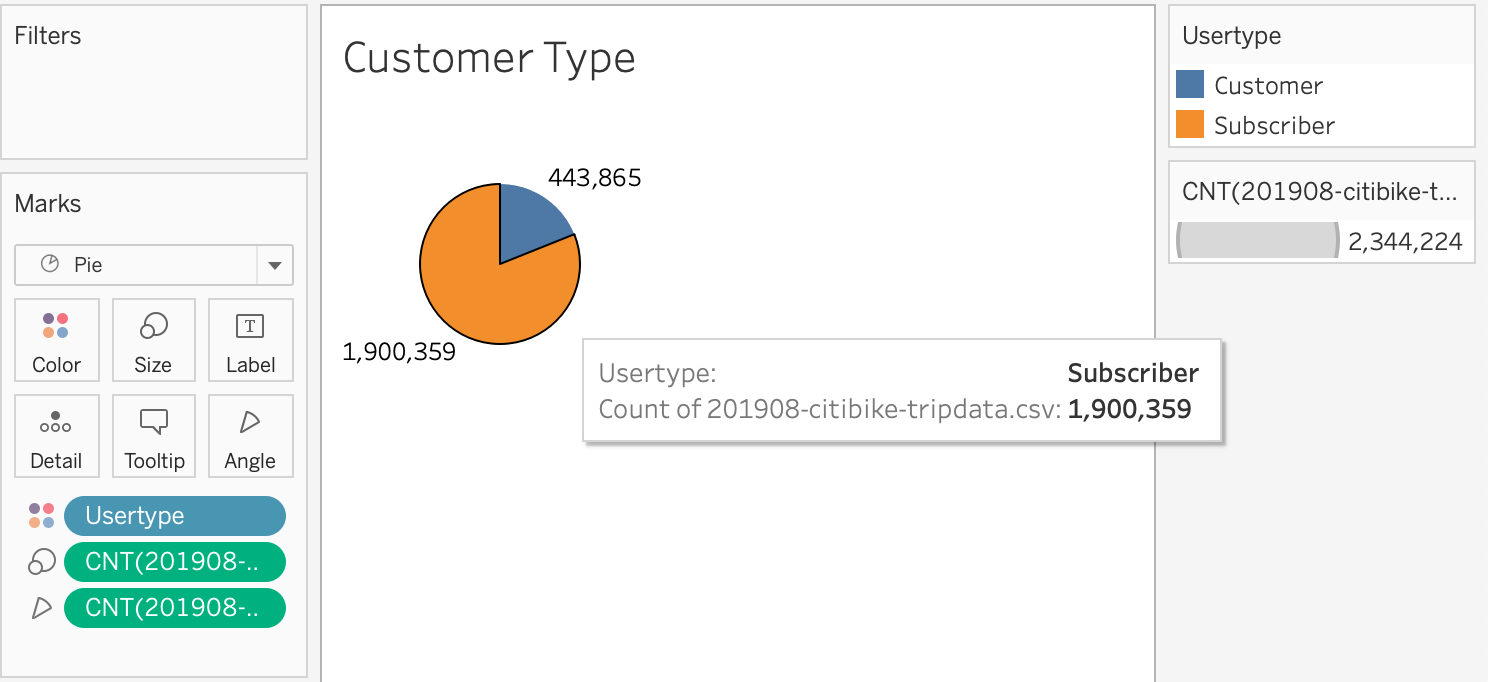 Filters
Marks
Pie
Color
Size
T
Label
Detail
Tooltip
Angle
Usertype
CNT(201908-..
CNT(201908-..
Customer Type
443,865
1,900,359
Usertype: Subscriber
Count of 201908-citibike-tripdata.csv: 1,900,359
Usertype
Customer
Subscriber
CNT(201908-citibike-t...
2,344,224